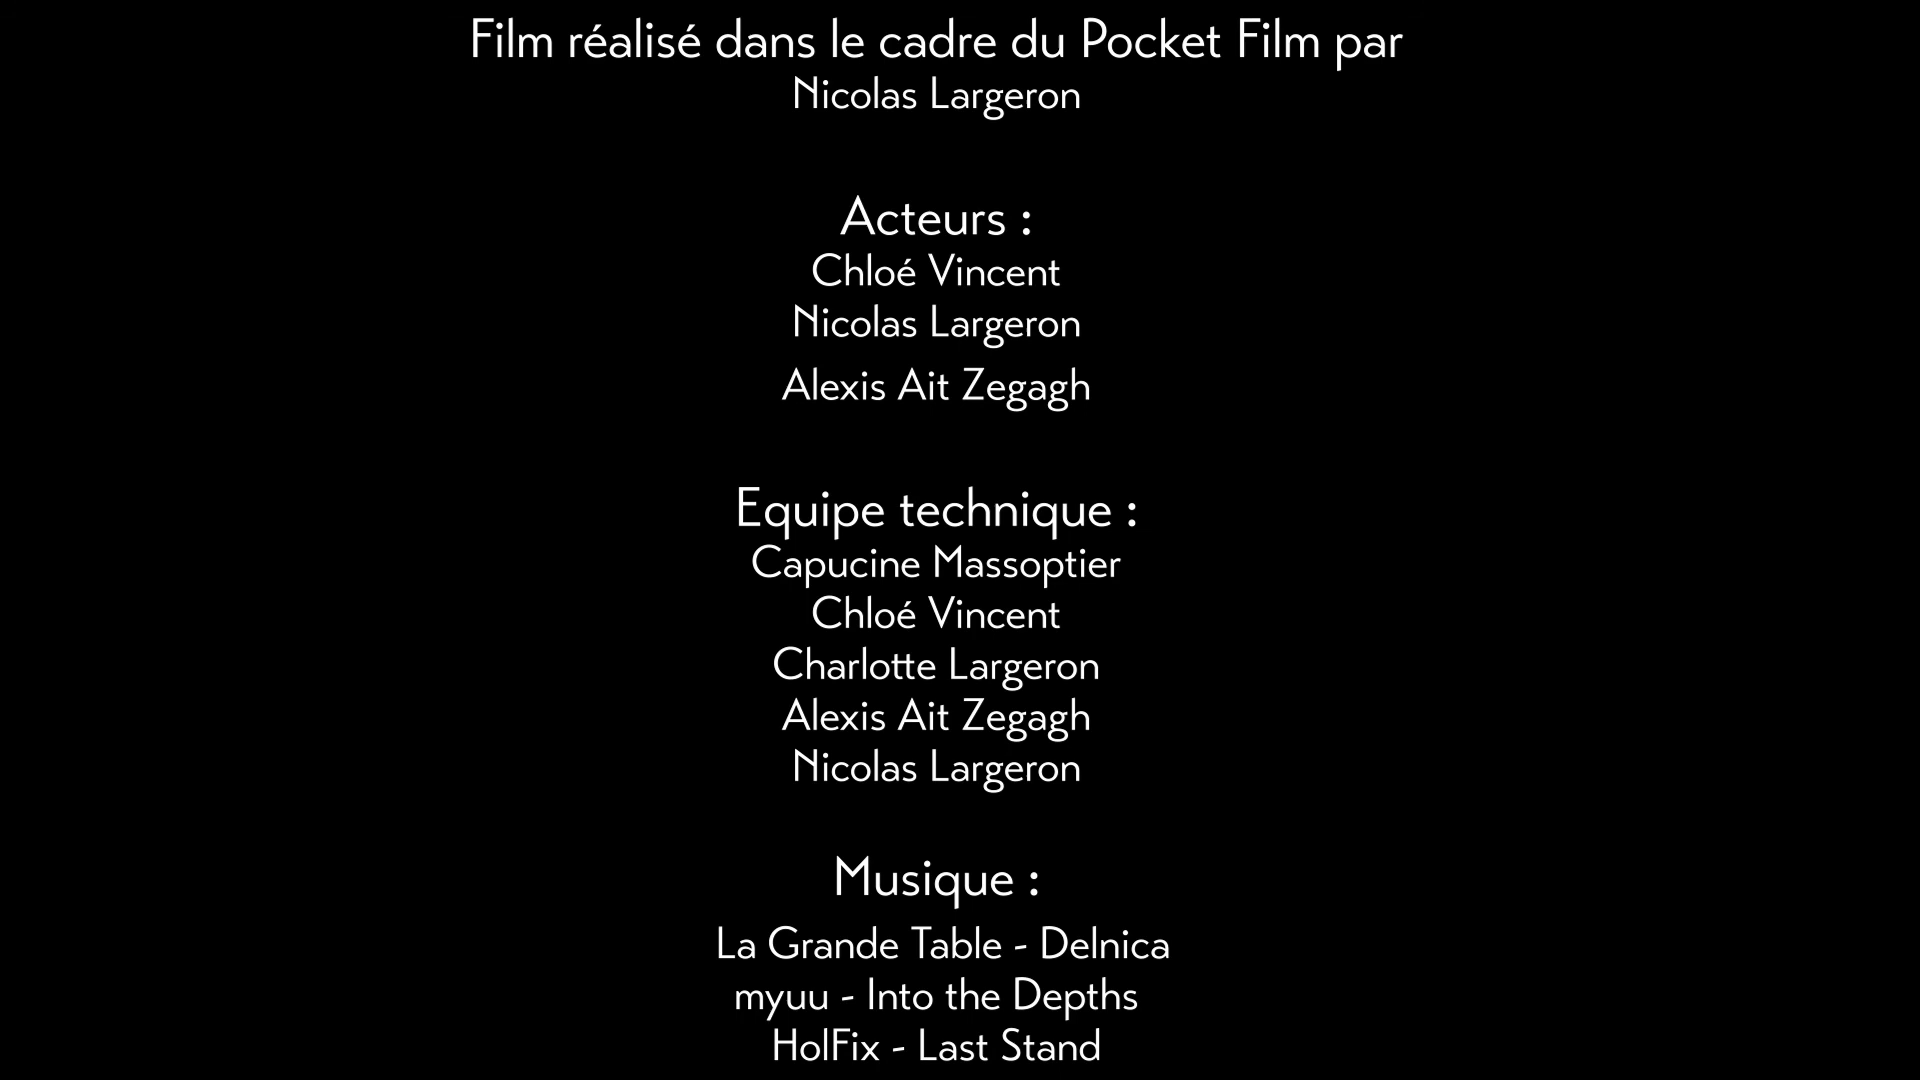 Film réalisé dans le cadre du Pocket Film par
Nicolas Largeron
Acteurs :
Chloé Vincent
Nicolas Largeron
Alexis Ait Zegagh
Equipe technique :
Capucine Massoptier
Chloé Vincent
Charlotte Largeron
Alexis Ait Zegagh
Nicolas Largeron
Musique :
La Grande Table - Delnica
myuu - Into the Depths
HolFix - Last Stand